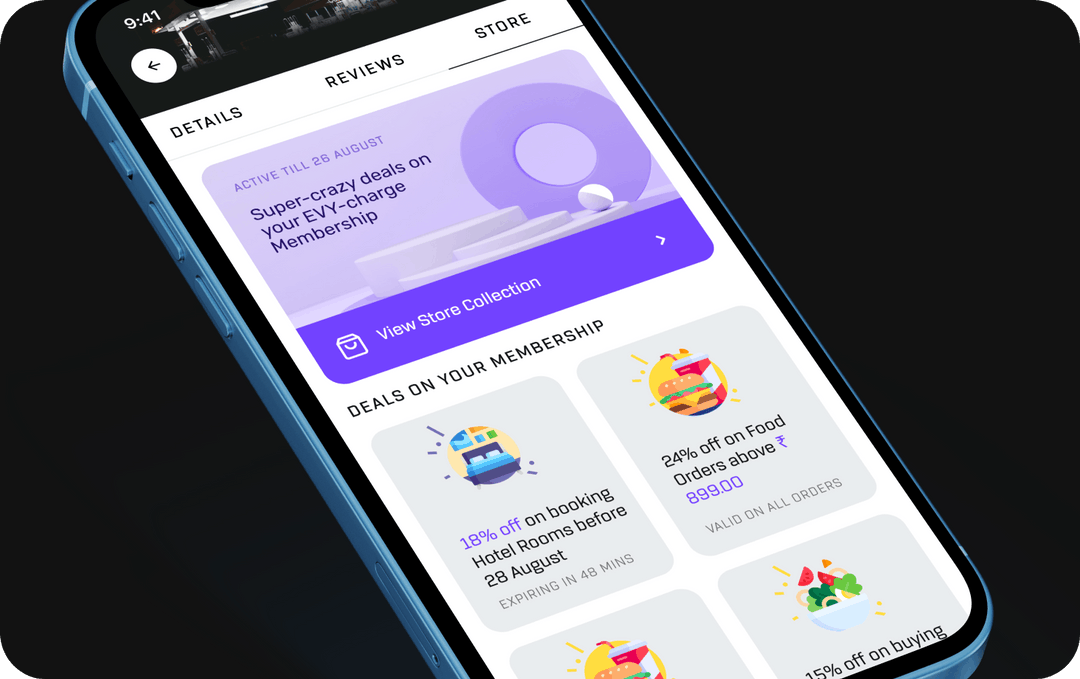 9:41
DETAILS
REVIEWS
STORE
ACTIVE TILL 28 AUGUST
Super-crazy deals on
your EVY-charge
Membership
View Store Collection
DEALS ON YOUR MEMBERSHIP
18% off on booking
Hotel Rooms before
28 August
EXPIRING IN 48 MINS
24% off on Food
Orders above ₹
899.00
VALID ON ALL ORDERS
15% off on buying